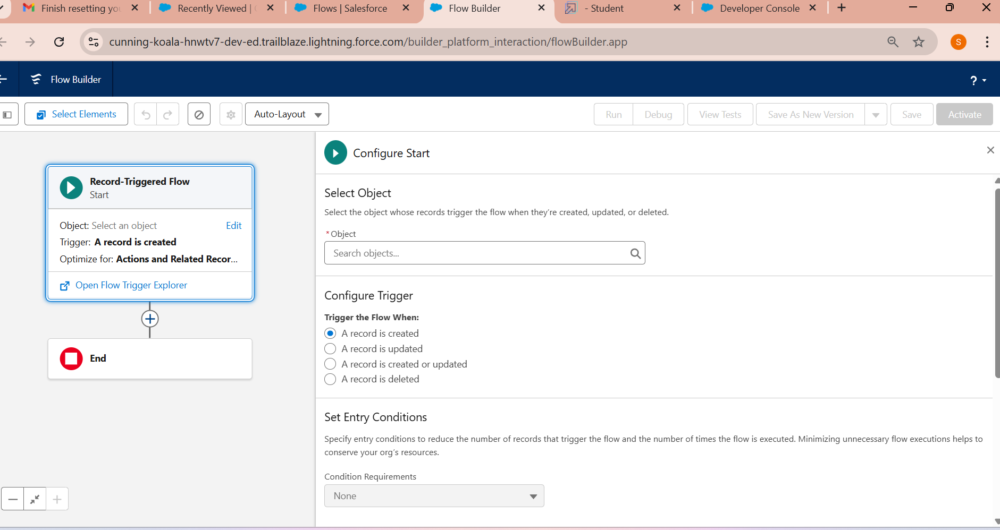 Finish resetting you
Recently Viewed |
Flows | Salesforce
Flow Builder
- Student
Developer Console
cunning-koala-hnwtv7-dev-ed.trailblaze.lightning.force.com/builder_platform_interaction/flowBuilder.app
S
Flow Builder
?
Select Elements
Auto-Layout
Run
Debug
View Tests
Save As New Version
Save
Activate
Record-Triggered Flow
Start
Object: Select an object
Edit
Trigger: A record is created
Optimize for: Actions and Related Recor...
Open Flow Trigger Explorer
End
Configure Start
Select Object
Select the object whose records trigger the flow when they're created, updated, or deleted.
* Object
Search objects...
Configure Trigger
Trigger the Flow When:
A record is created
A record is updated
A record is created or updated
A record is deleted
Set Entry Conditions
Specify entry conditions to reduce the number of records that trigger the flow and the number of times the flow is executed. Minimizing unnecessary flow executions helps to
conserve your org's resources.
Condition Requirements
None